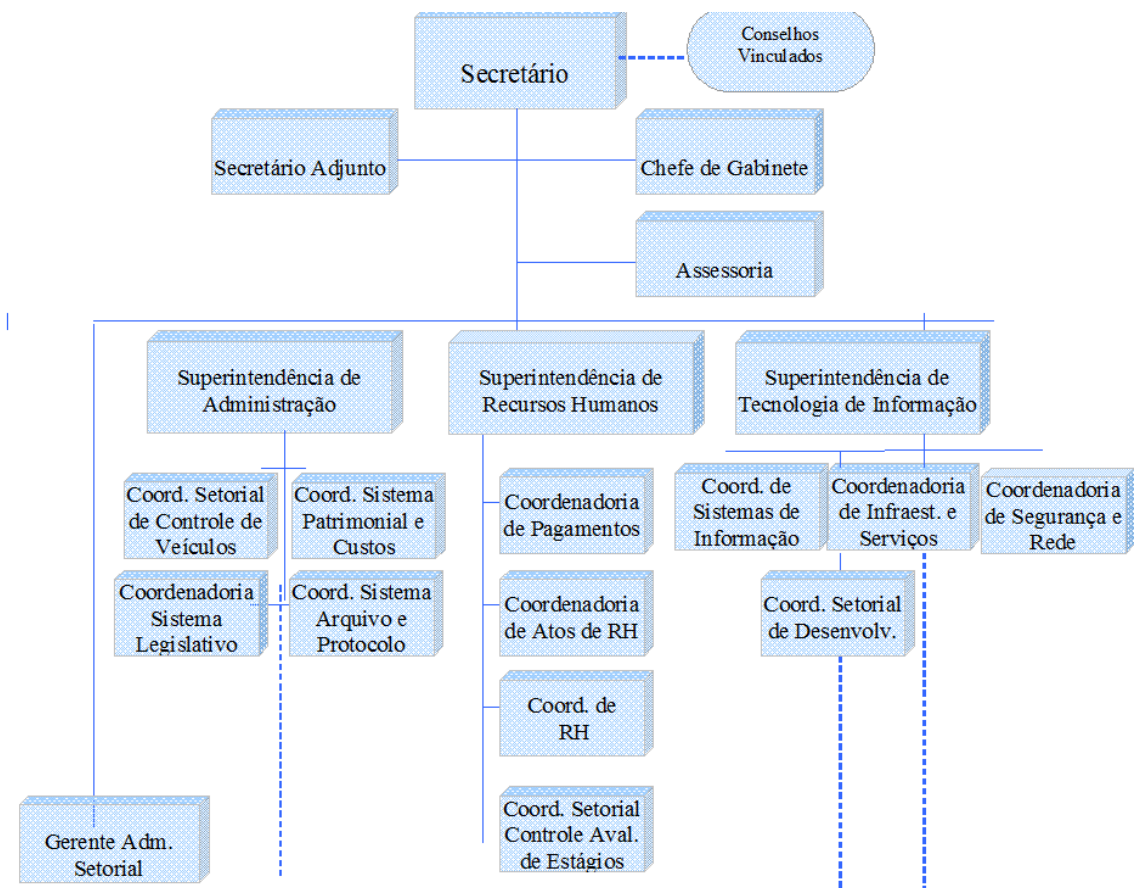 Conselhos
Vinculados
Secretário
Secretário Adjunto
Chefe de Gabinete
Assessoria
Superintendência de
Administração
Superintendência de
Recursos Humanos
Superintendência de
Tecnologia de Informação
Coord. Setorial
de Controle de
Veículos
Coord. Sistema
Patrimonial e
Custos
Coordenadoria
de Pagamentos
Coord. de
Sistemas de
Informação
Coordenadoria
de Infraest. e
Serviços
Coordenadoria
de Segurança e
Rede
Coordenadoria
Sistema
Legislativo
Coord. Sistema
Arquivo e
Protocolo
Coordenadoria
de Atos de RH
Coord. Setorial
de Desenvolv.
Coord. de
RH
Gerente Adm.
Setorial
Coord. Setorial
Controle Aval.
de Estágios